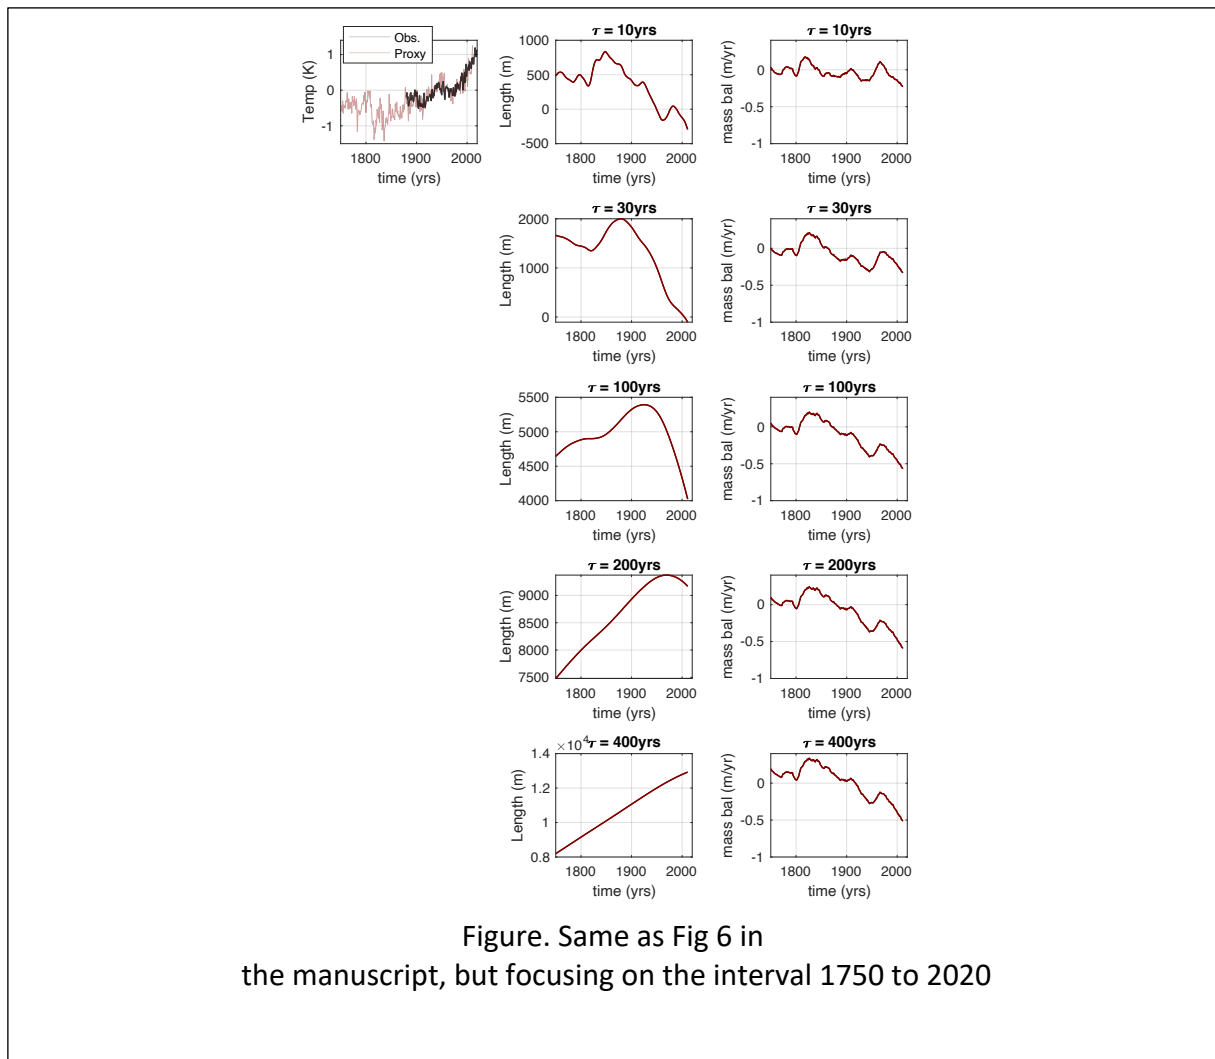 τ = 10yrs
τ = 10yrs
Obs.
Proxy
Temp (K)
1
0
-1
1800
1900
2000
time (yrs)
Length (m)
1000
500
0
-500
1800
1900
2000
time (yrs)
mass bal (m/yr)
0
-0.5
-1
1800
1900
2000
time (yrs)
τ = 30yrs
Length (m)
2000
1000
0
1800
1900
2000
time (yrs)
τ = 30yrs
mass bal (m/yr)
0
-0.5
-1
1800
1900
2000
time (yrs)
τ = 100yrs
Length (m)
5500
5000
4500
4000
1800
1900
2000
time (yrs)
τ = 100yrs
mass bal (m/yr)
0
-0.5
-1
1800
1900
2000
time (yrs)
τ = 200yrs
Length (m)
9000
8500
8000
7500
1800
1900
2000
time (yrs)
τ = 200yrs
mass bal (m/yr)
0
-0.5
-1
1800
1900
2000
time (yrs)
×10⁴
τ = 400yrs
Length (m)
1.4
1.2
1
0.8
1800
1900
2000
time (yrs)
τ = 400yrs
mass bal (m/yr)
0
-0.5
-1
1800
1900
2000
time (yrs)
Figure. Same as Fig 6 in
the manuscript, but focusing on the interval 1750 to 2020